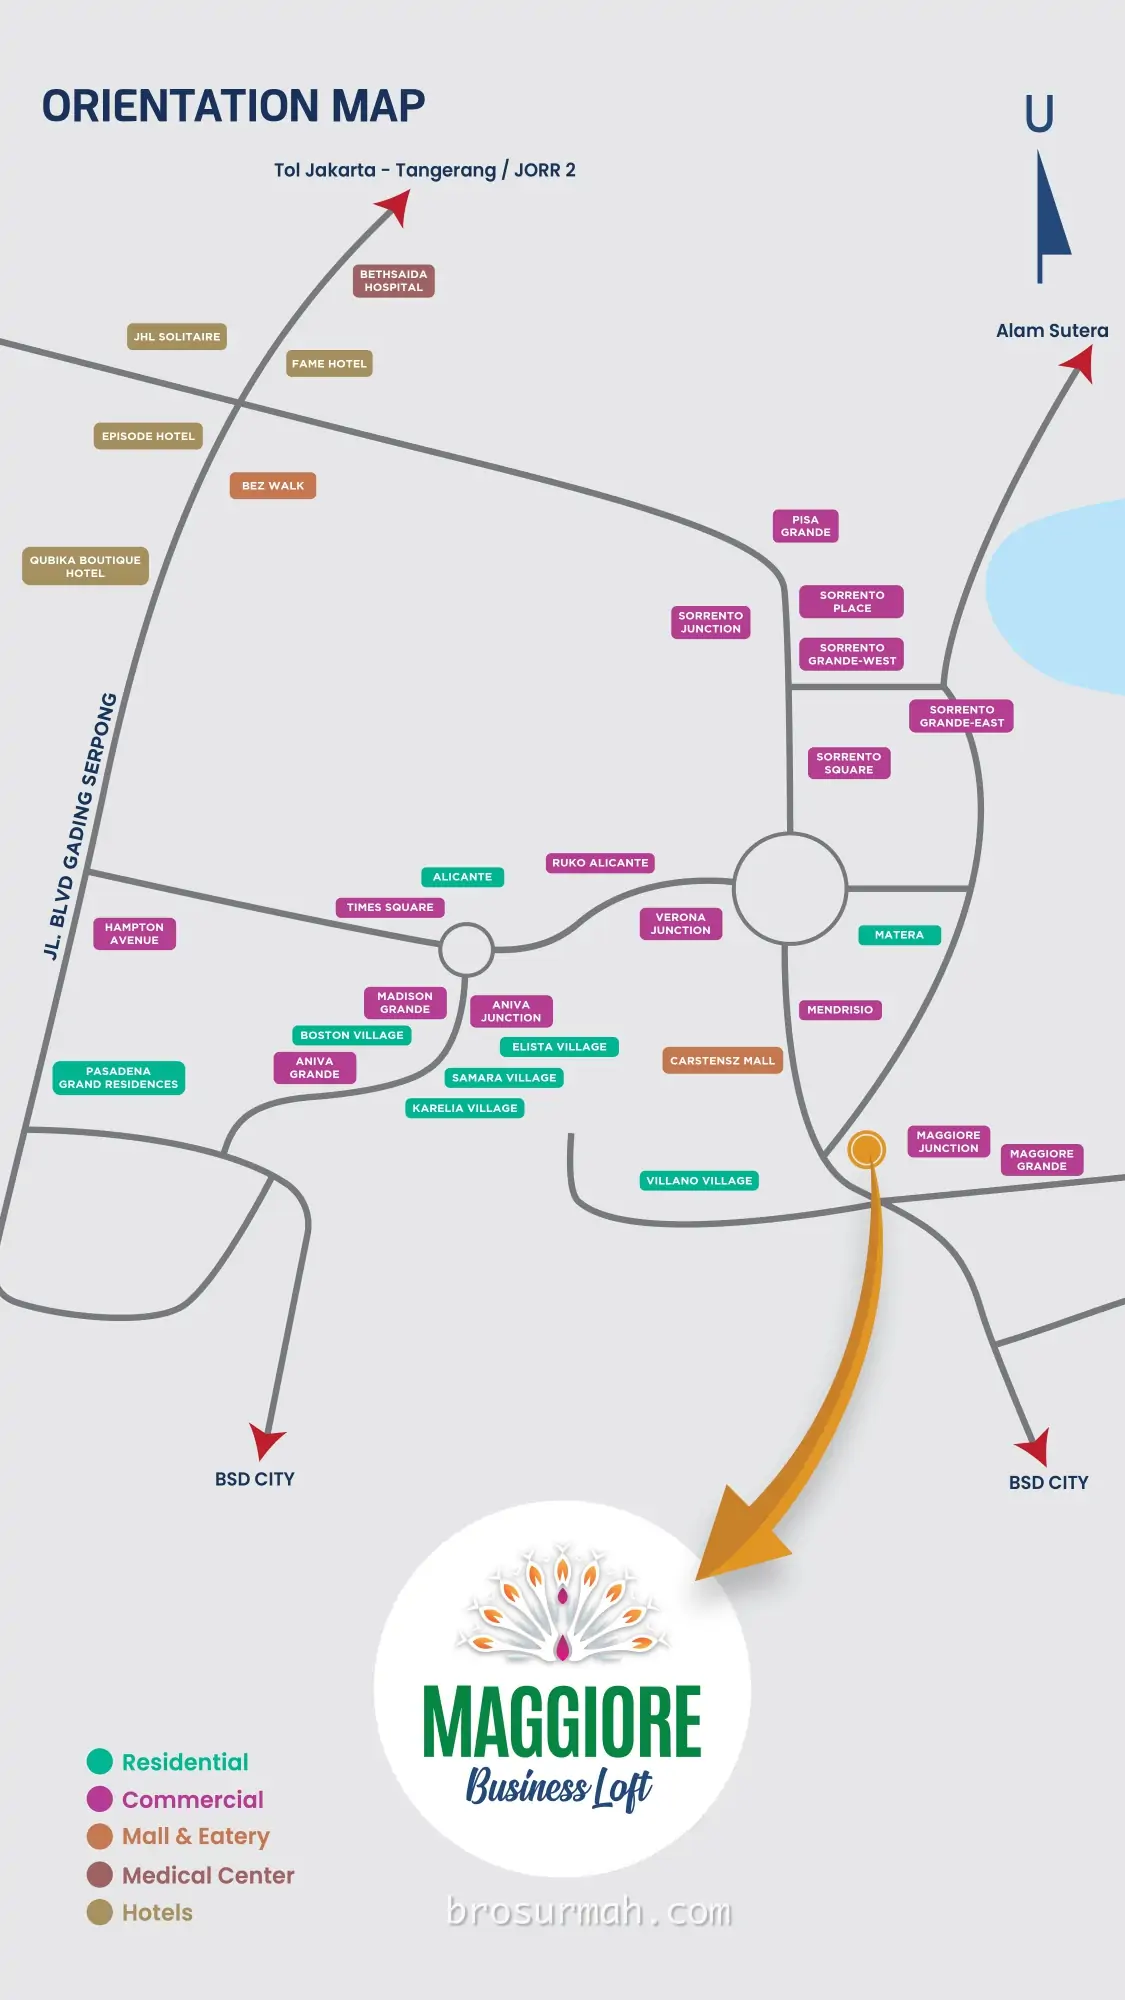 ORIENTATION MAP
U
Tol Jakarta - Tangerang / JORR 2
BETHSAIDA
HOSPITAL
JHL SOLITAIRE
FAME HOTEL
Alam Sutera
EPISODE HOTEL
BEZ WALK
QUBIKA BOUTIQUE
HOTEL
PISA
GRANDE
SORRENTO
PLACE
SORRENTO
JUNCTION
SORRENTO
GRANDE-WEST
SORRENTO
GRANDE-EAST
SORRENTO
SQUARE
JL. BLVD GADING SERPONG
RUKO ALICANTE
ALICANTE
TIMES SQUARE
VERONA
JUNCTION
HAMPTON
AVENUE
MATERA
MADISON
GRANDE
ANIVA
JUNCTION
MENDRISIO
BOSTON VILLAGE
ELISTA VILLAGE
CARSTENSZ MALL
ANIVA
GRANDE
PASADENA
GRAND RESIDENCES
SAMARA VILLAGE
KARELIA VILLAGE
MAGGIORE
JUNCTION
MAGGIORE
GRANDE
VILLANO VILLAGE
BSD CITY
BSD CITY
MAGGIORE
Business Loft
Residential
Commercial
Mall & Eatery
Medical Center
Hotels
brosurmah.com